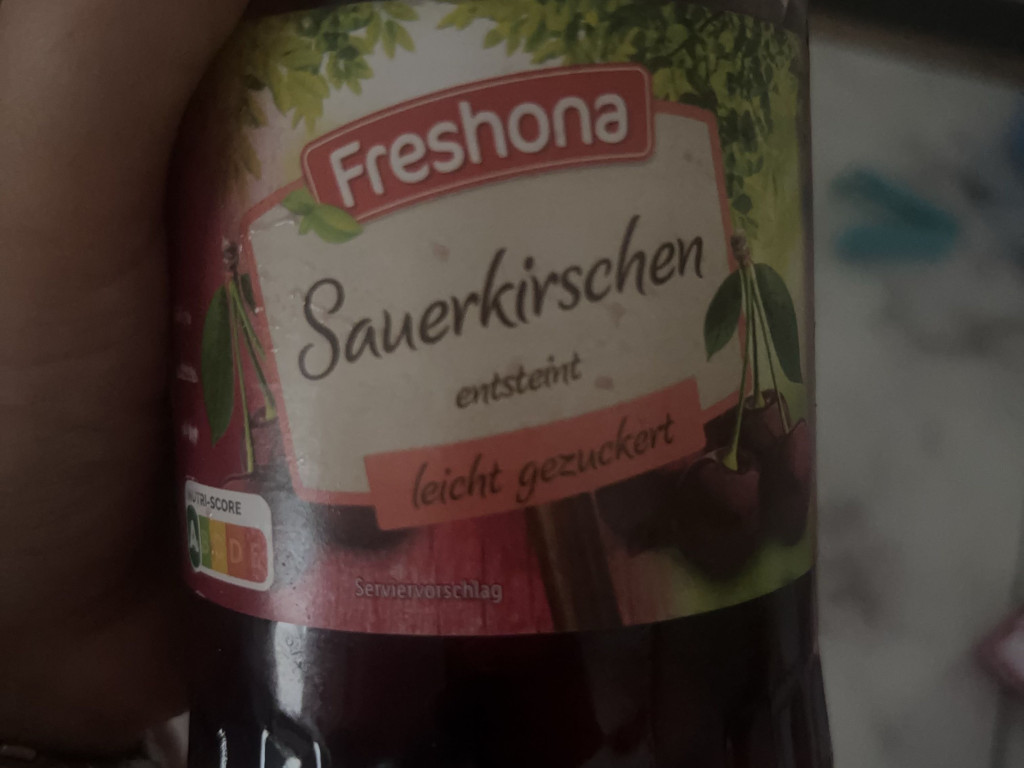 Freshona
Sauerkirschen
entsteint
leicht gezuckert
NUTRI-SCORE
A B C D E
Serviervorschlag